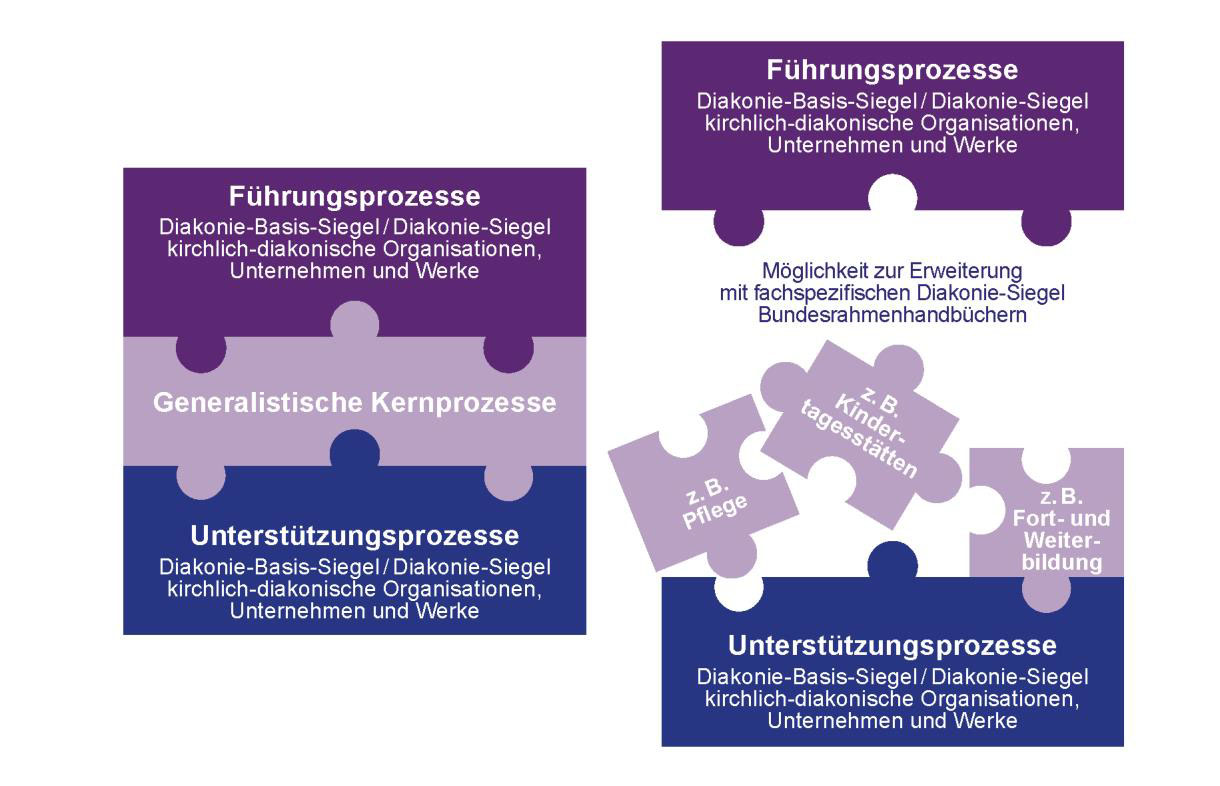 Führungsprozesse
Diakonie-Basis-Siegel / Diakonie-Siegel
kirchlich-diakonische Organisationen,
Unternehmen und Werke
Generalistische Kernprozesse
Unterstützungsprozesse
Diakonie-Basis-Siegel / Diakonie-Siegel
kirchlich-diakonische Organisationen,
Unternehmen und Werke
Führungsprozesse
Diakonie-Basis-Siegel / Diakonie-Siegel
kirchlich-diakonische Organisationen,
Unternehmen und Werke
Möglichkeit zur Erweiterung
mit fachspezifischen Diakonie-Siegel
Bundesrahmenhandbüchern
z. B.
Pflege
z. B.
Kinder-
tagesstätten
z. B.
Fort- und
Weiter-
bildung
Unterstützungsprozesse
Diakonie-Basis-Siegel / Diakonie-Siegel
kirchlich-diakonische Organisationen,
Unternehmen und Werke